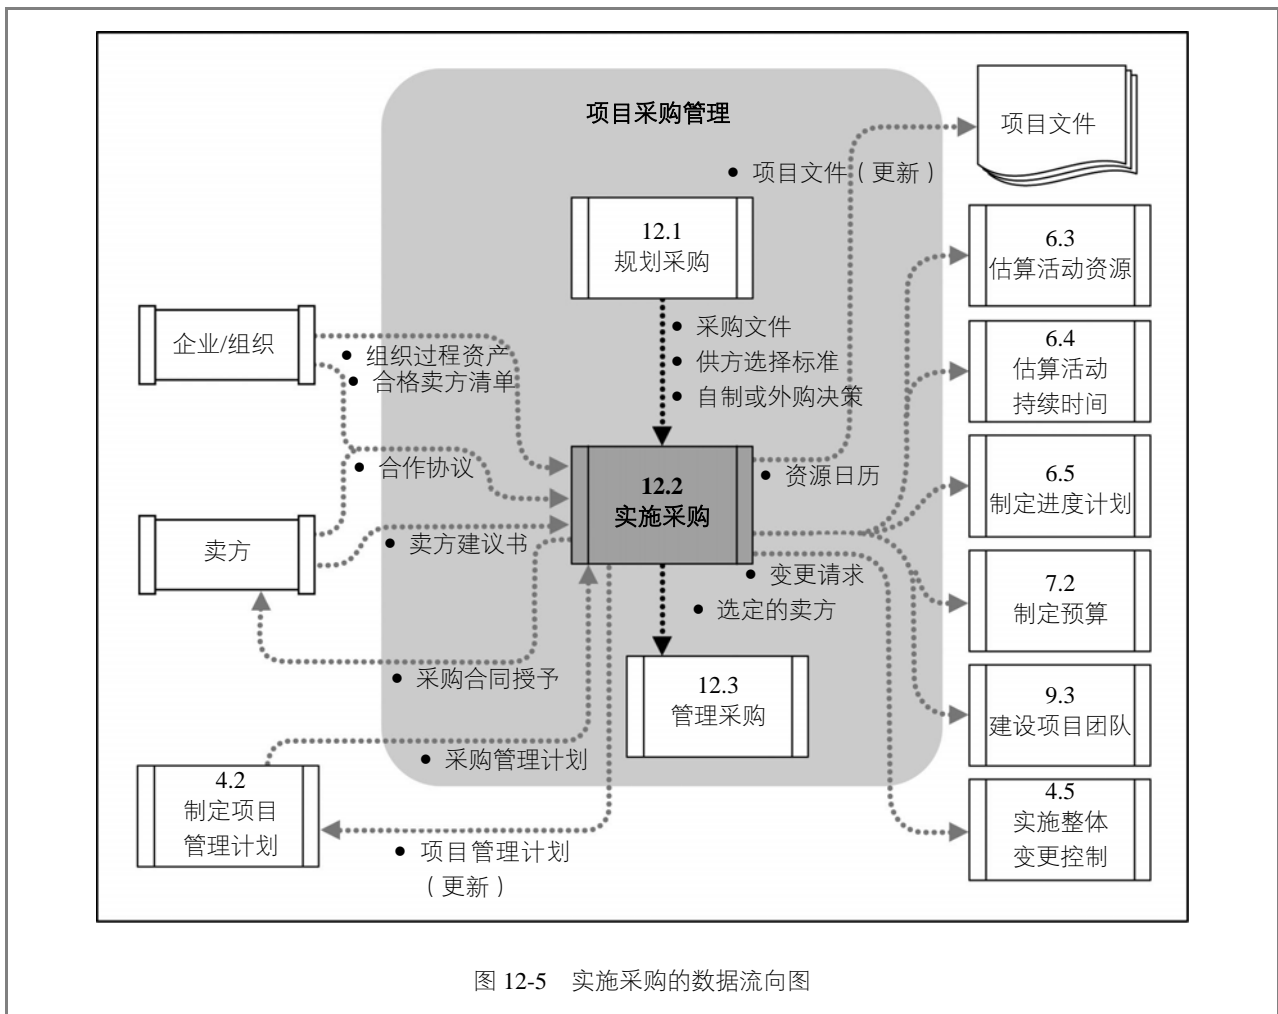 项目采购管理
项目文件
项目文件（更新）
12.1
规划采购
6.3
估算活动资源
企业/组织
组织过程资产
合格卖方清单
采购文件
供方选择标准
自制或外购决策
6.4
估算活动
持续时间
合作协议
12.2
实施采购
资源日历
6.5
制定进度计划
卖方
卖方建议书
变更请求
选定的卖方
7.2
制定预算
采购合同授予
12.3
管理采购
9.3
建设项目团队
采购管理计划
4.2
制定项目
管理计划
4.5
实施整体
变更控制
项目管理计划
（更新）
图 12-5 实施采购的数据流向图